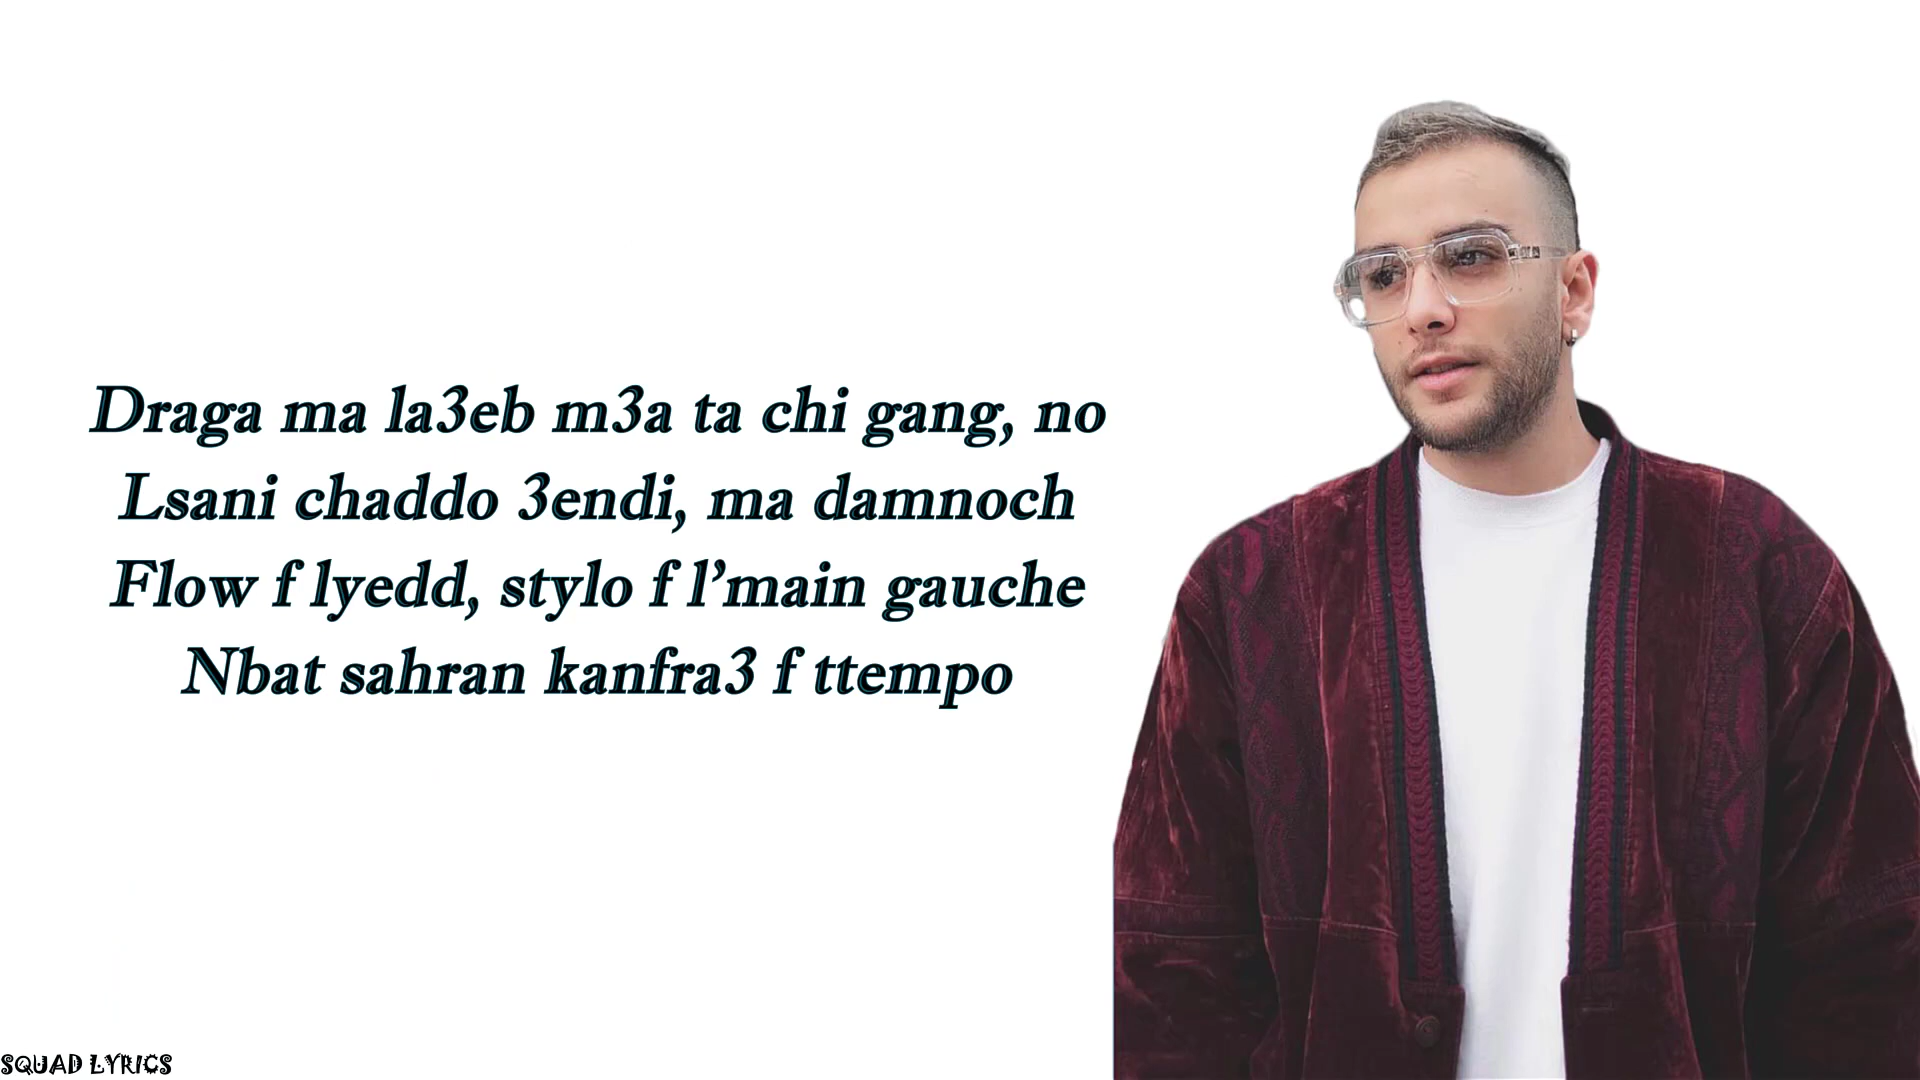 Draga ma la3eb m3a ta chi gang, no
Lsani chaddo 3endi, ma damnoch
Flow f lyedd, stylo f l’main gauche
Nbat sahran kanfra3 f ttempo
SQUAD LYRICS